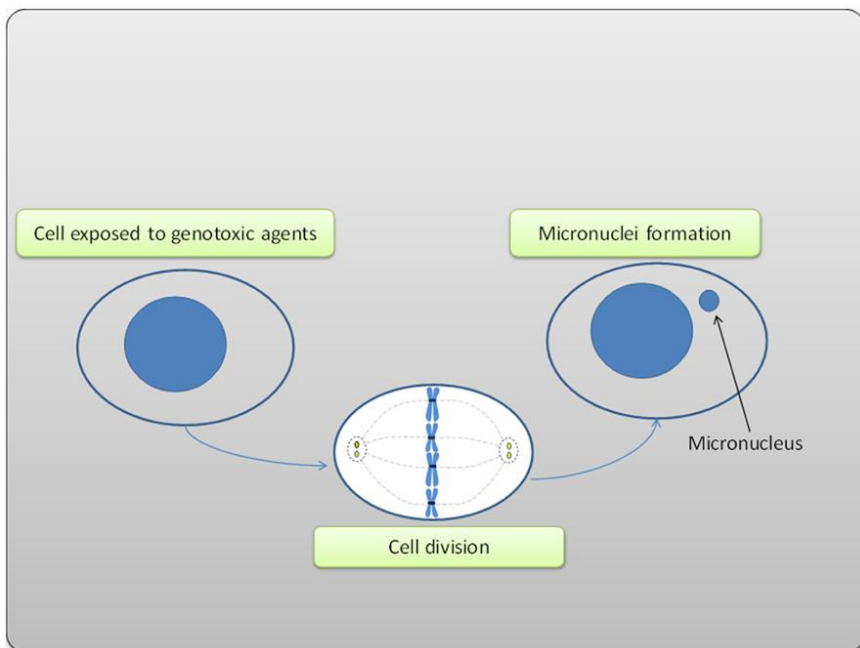 Cell exposed to genotoxic agents
Micronuclei formation
Micronucleus
Cell division